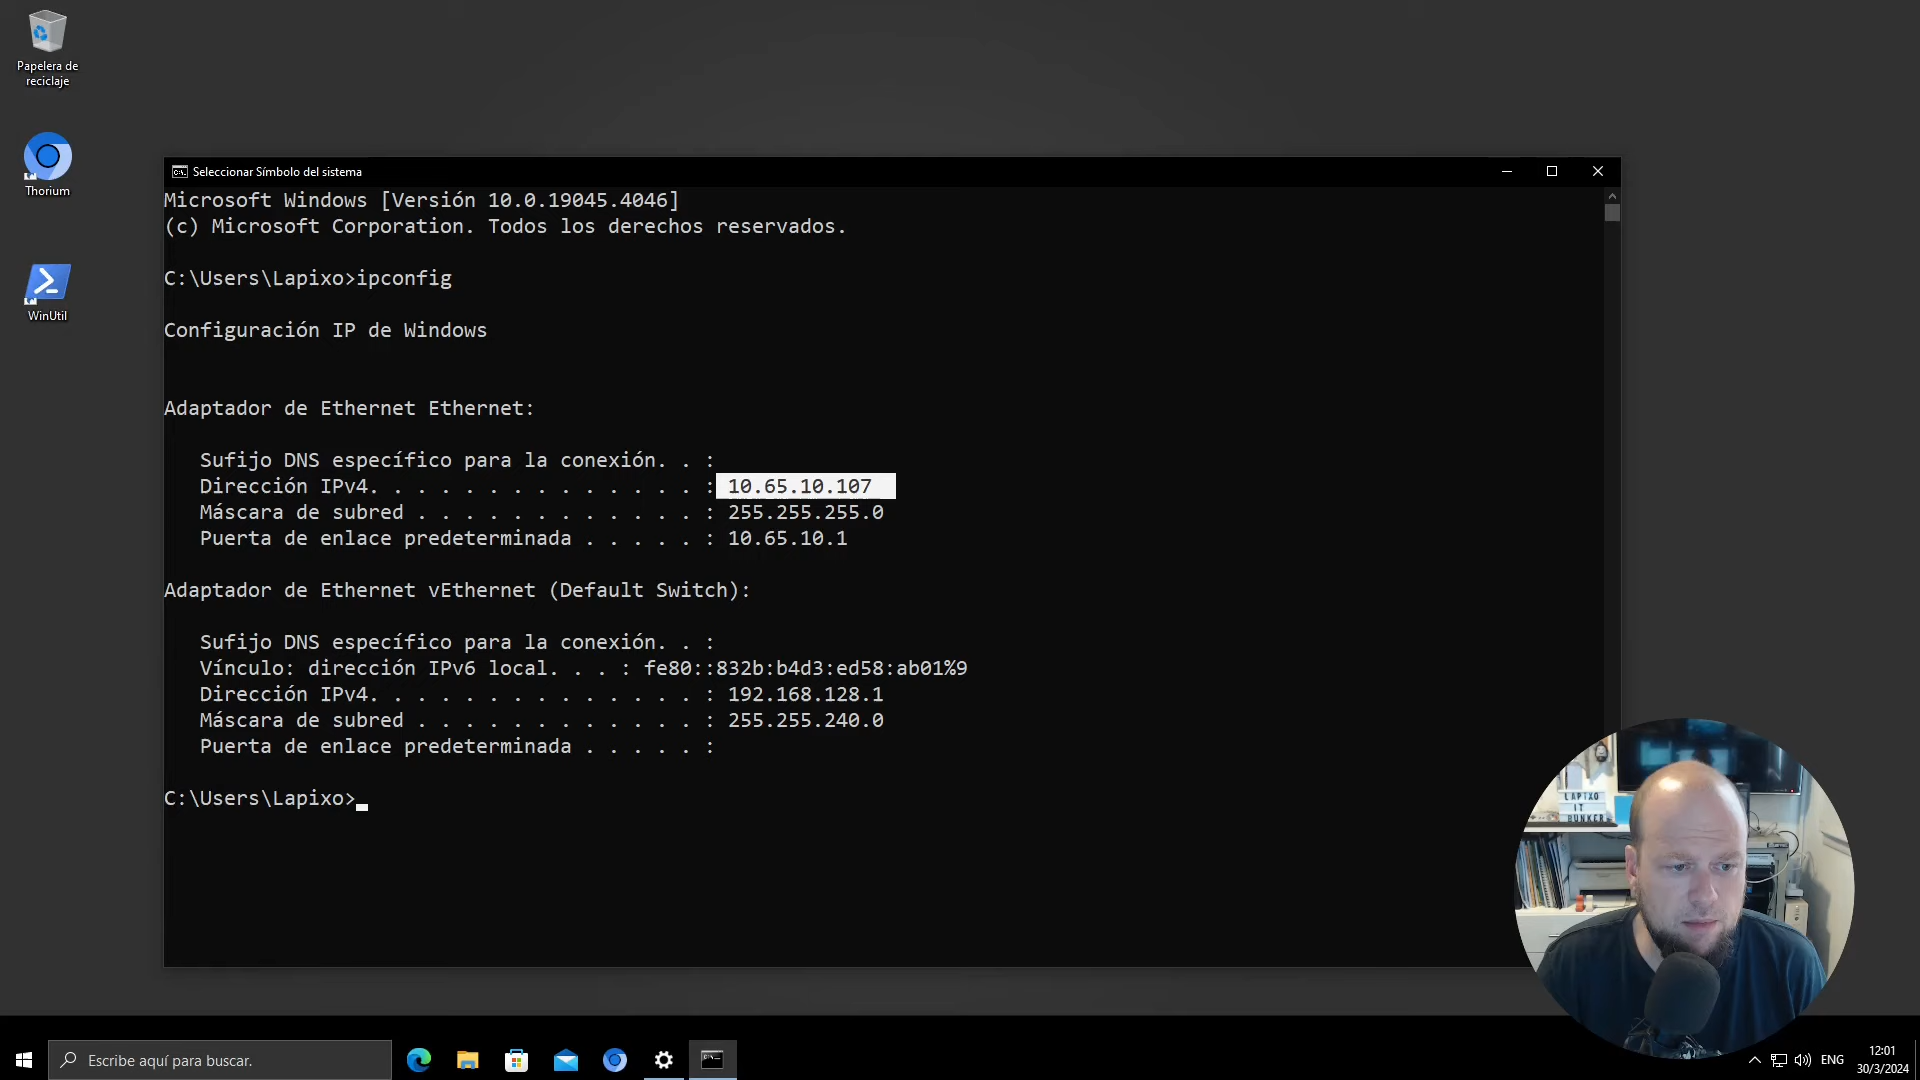 Papelera de
reciclaje
Thorium
WinUtil
Seleccionar Símbolo del sistema
Microsoft Windows [Versión 10.0.19045.4046]
(c) Microsoft Corporation. Todos los derechos reservados.
C:\Users\Lapixo>ipconfig
Configuración IP de Windows
Adaptador de Ethernet Ethernet:
Sufijo DNS específico para la conexión. . :
Dirección IPv4. . . . . . . . . . . . . . : 10.65.10.107
Máscara de subred . . . . . . . . . . . . : 255.255.255.0
Puerta de enlace predeterminada . . . . . : 10.65.10.1
Adaptador de Ethernet vEthernet (Default Switch):
Sufijo DNS específico para la conexión. . :
Vínculo: dirección IPv6 local. . . : fe80::832b:b4d3:ed58:ab01%9
Dirección IPv4. . . . . . . . . . . . . . : 192.168.128.1
Máscara de subred . . . . . . . . . . . . : 255.255.240.0
Puerta de enlace predeterminada . . . . . :
C:\Users\Lapixo>
LAPIXO
IT
BUNKER
Escribe aquí para buscar.
ENG
12:01
30/3/2024